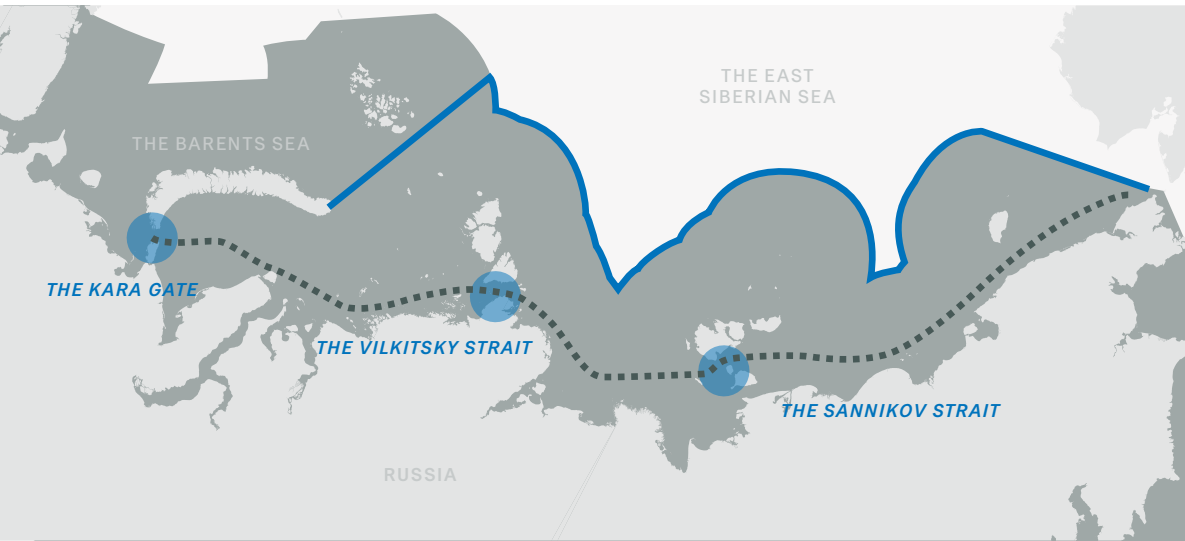 THE EAST
SIBERIAN SEA
THE BARENTS SEA
THE KARA GATE
THE VILKITSKY STRAIT
THE SANNIKOV STRAIT
RUSSIA